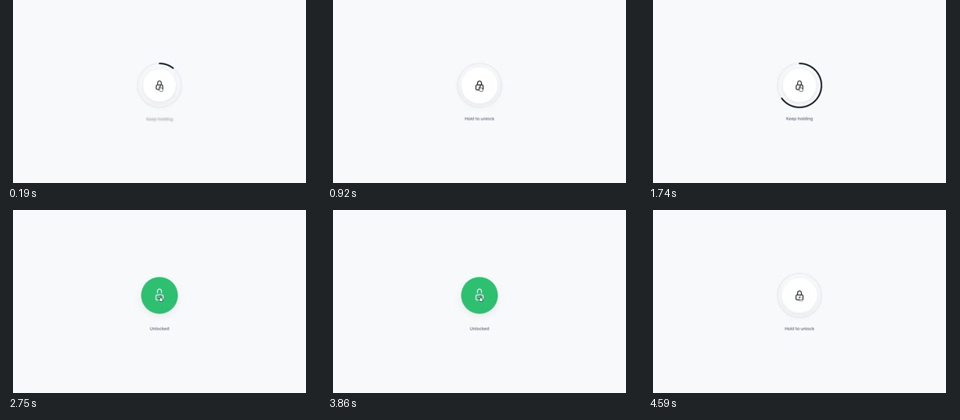 Keep holding
Hold to unlock
Keep holding
0.19 s
0.92 s
1.74 s
Unlocked
Unlocked
Hold to unlock
2.75 s
3.86 s
4.59 s